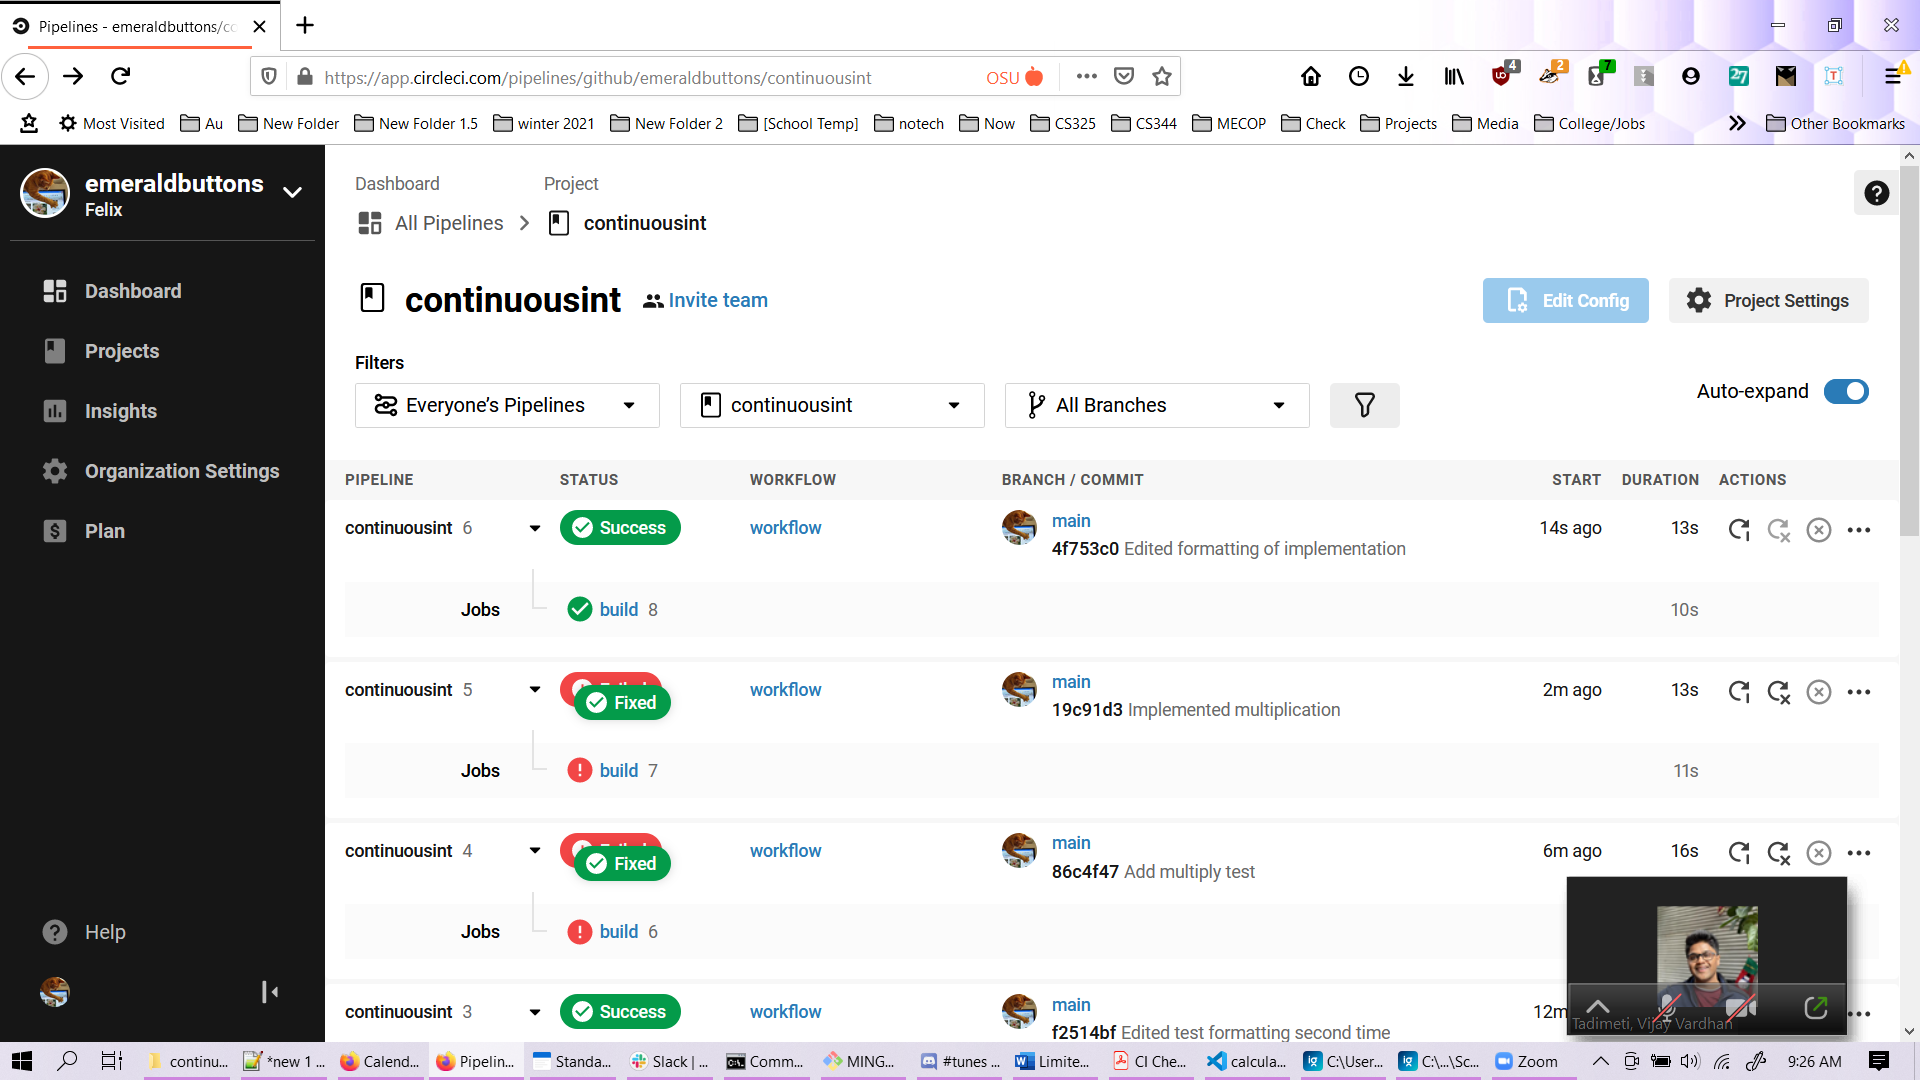 Pipelines - emeraldbuttons/co
https://app.circleci.com/pipelines/github/emeraldbuttons/continuousint
OSU
4
2
7
27
T
Most Visited
Au
New Folder
New Folder 1.5
winter 2021
New Folder 2
[School Temp]
notech
Now
CS325
CS344
MECOP
Check
Projects
Media
College/Jobs
Other Bookmarks
emeraldbuttons
Felix
Dashboard
Projects
Insights
Organization Settings
Plan
Help
Dashboard
Project
All Pipelines
continuousint
continuousint
Invite team
Edit Config
Project Settings
Filters
Everyone’s Pipelines
continuousint
All Branches
Auto-expand
PIPELINE STATUS WORKFLOW BRANCH / COMMIT START DURATION ACTIONS
continuousint 6 Success workflow main 14s ago 13s
4f753c0 Edited formatting of implementation
Jobs build 8 10s
continuousint 5 Fixed workflow main 2m ago 13s
19c91d3 Implemented multiplication
Jobs build 7 11s
continuousint 4 Fixed workflow main 6m ago 16s
86c4f47 Add multiply test
Jobs build 6
continuousint 3 Success workflow main 12m
f2514bf Edited test formatting second time
Tadimeti, Vijay Vardhan
continu...
*new 1 ...
Calend...
Pipelin...
Standa...
Slack | ...
Comm...
MING...
#tunes ...
Limite...
CI Che...
calcula...
C:\User...
C:\...\Sc...
Zoom
9:26 AM